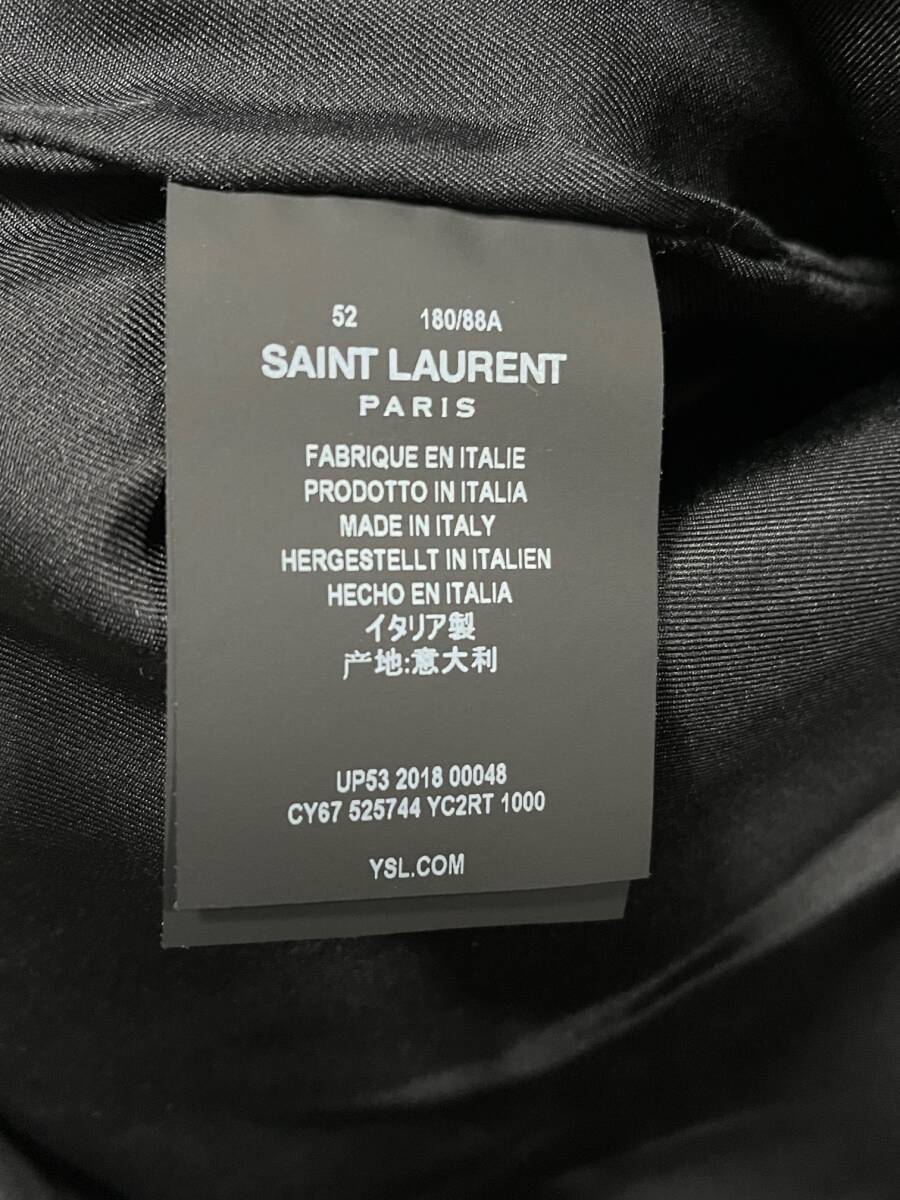 52 180/88A
SAINT LAURENT
PARIS
FABRIQUE EN ITALIE
PRODOTTO IN ITALIA
MADE IN ITALY
HERGESTELLT IN ITALIEN
HECHO EN ITALIA
イタリア製
产地:意大利
UP53 2018 00048
CY67 525744 YC2RT 1000
YSL.COM